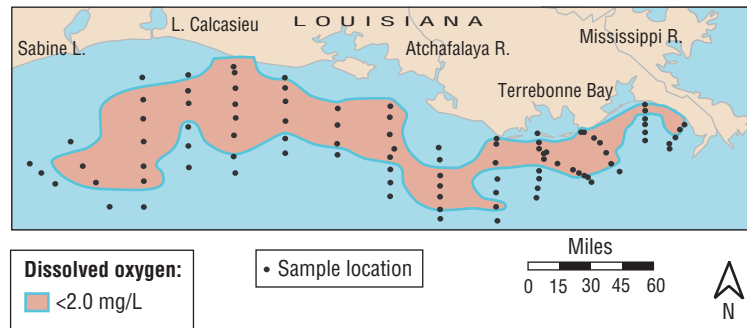 LOUISIANA
L. Calcasieu
Sabine L.
Atchafalaya R.
Mississippi R.
Terrebonne Bay
Dissolved oxygen:
<2.0 mg/L
Sample location
Miles
0 15 30 45 60
N